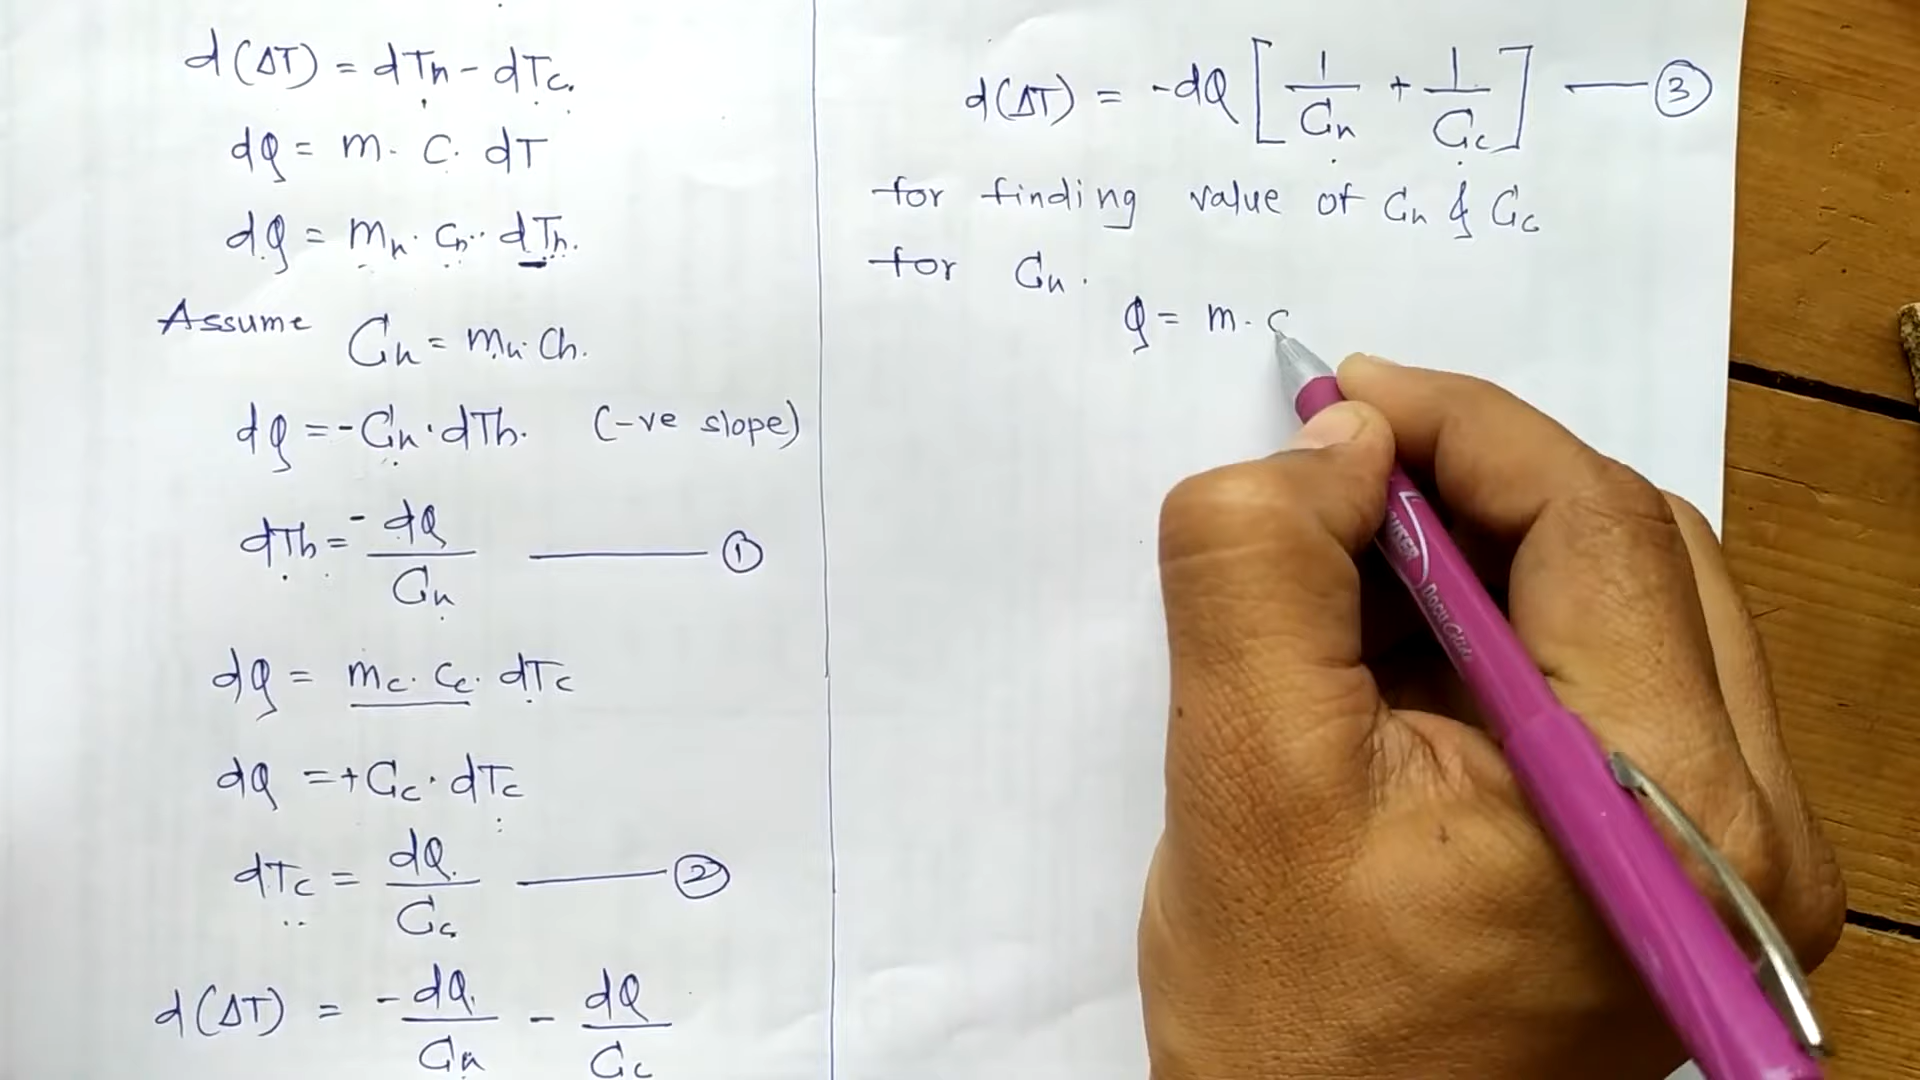 d(ΔT) = dTh - dTc.
dQ = m. C. dT
dQ = mh. Ch.. dTh.
Assume Ch = mh. Ch.
dQ = -Ch. dTh. (-ve slope)
dTh = -dQ/Ch ——— ①
dQ = mc. Cc. dTc
dQ = +Cc. dTc
dTc = dQ/Cc ——— ②
d(ΔT) = -dQ/Ch - dQ/Cc
d(ΔT) = -dQ [1/Ch + 1/Cc] — ③
for finding value of Ch & Cc
for Ch.
Q = m. C
DOCU Glide